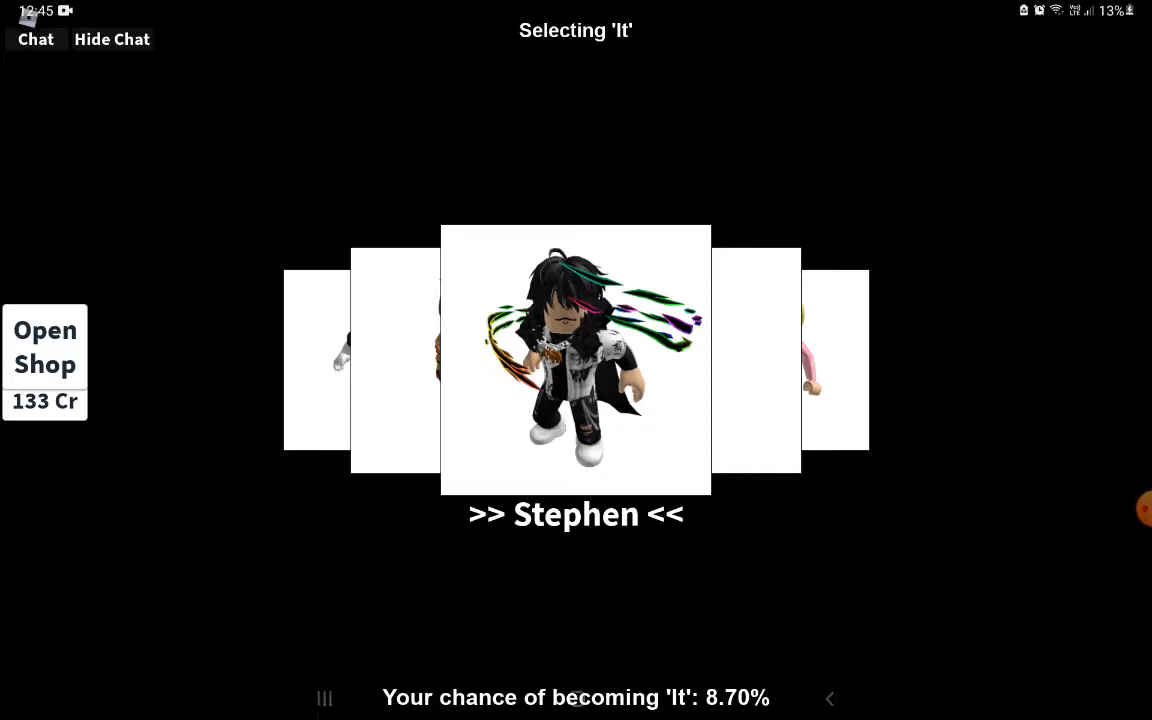 12:45
13%
Selecting 'It'
Chat Hide Chat
Open
Shop
133 Cr
>> Stephen <<
Your chance of becoming 'It': 8.70%